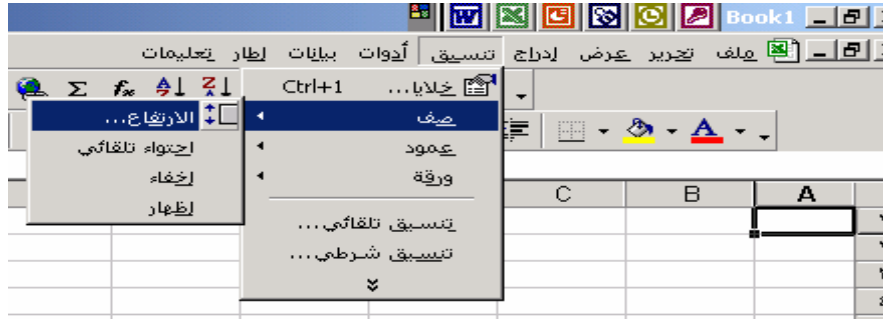 Book1
ملف تحرير عرض إدراج تنسيق أدوات بيانات إطار تعليمات
خلايا... Ctrl+1
صف
عمود
ورقة
تنسيق تلقائي...
تنسيق شرطي...
الارتفاع...
احتواء تلقائي
إخفاء
إظهار
A B C